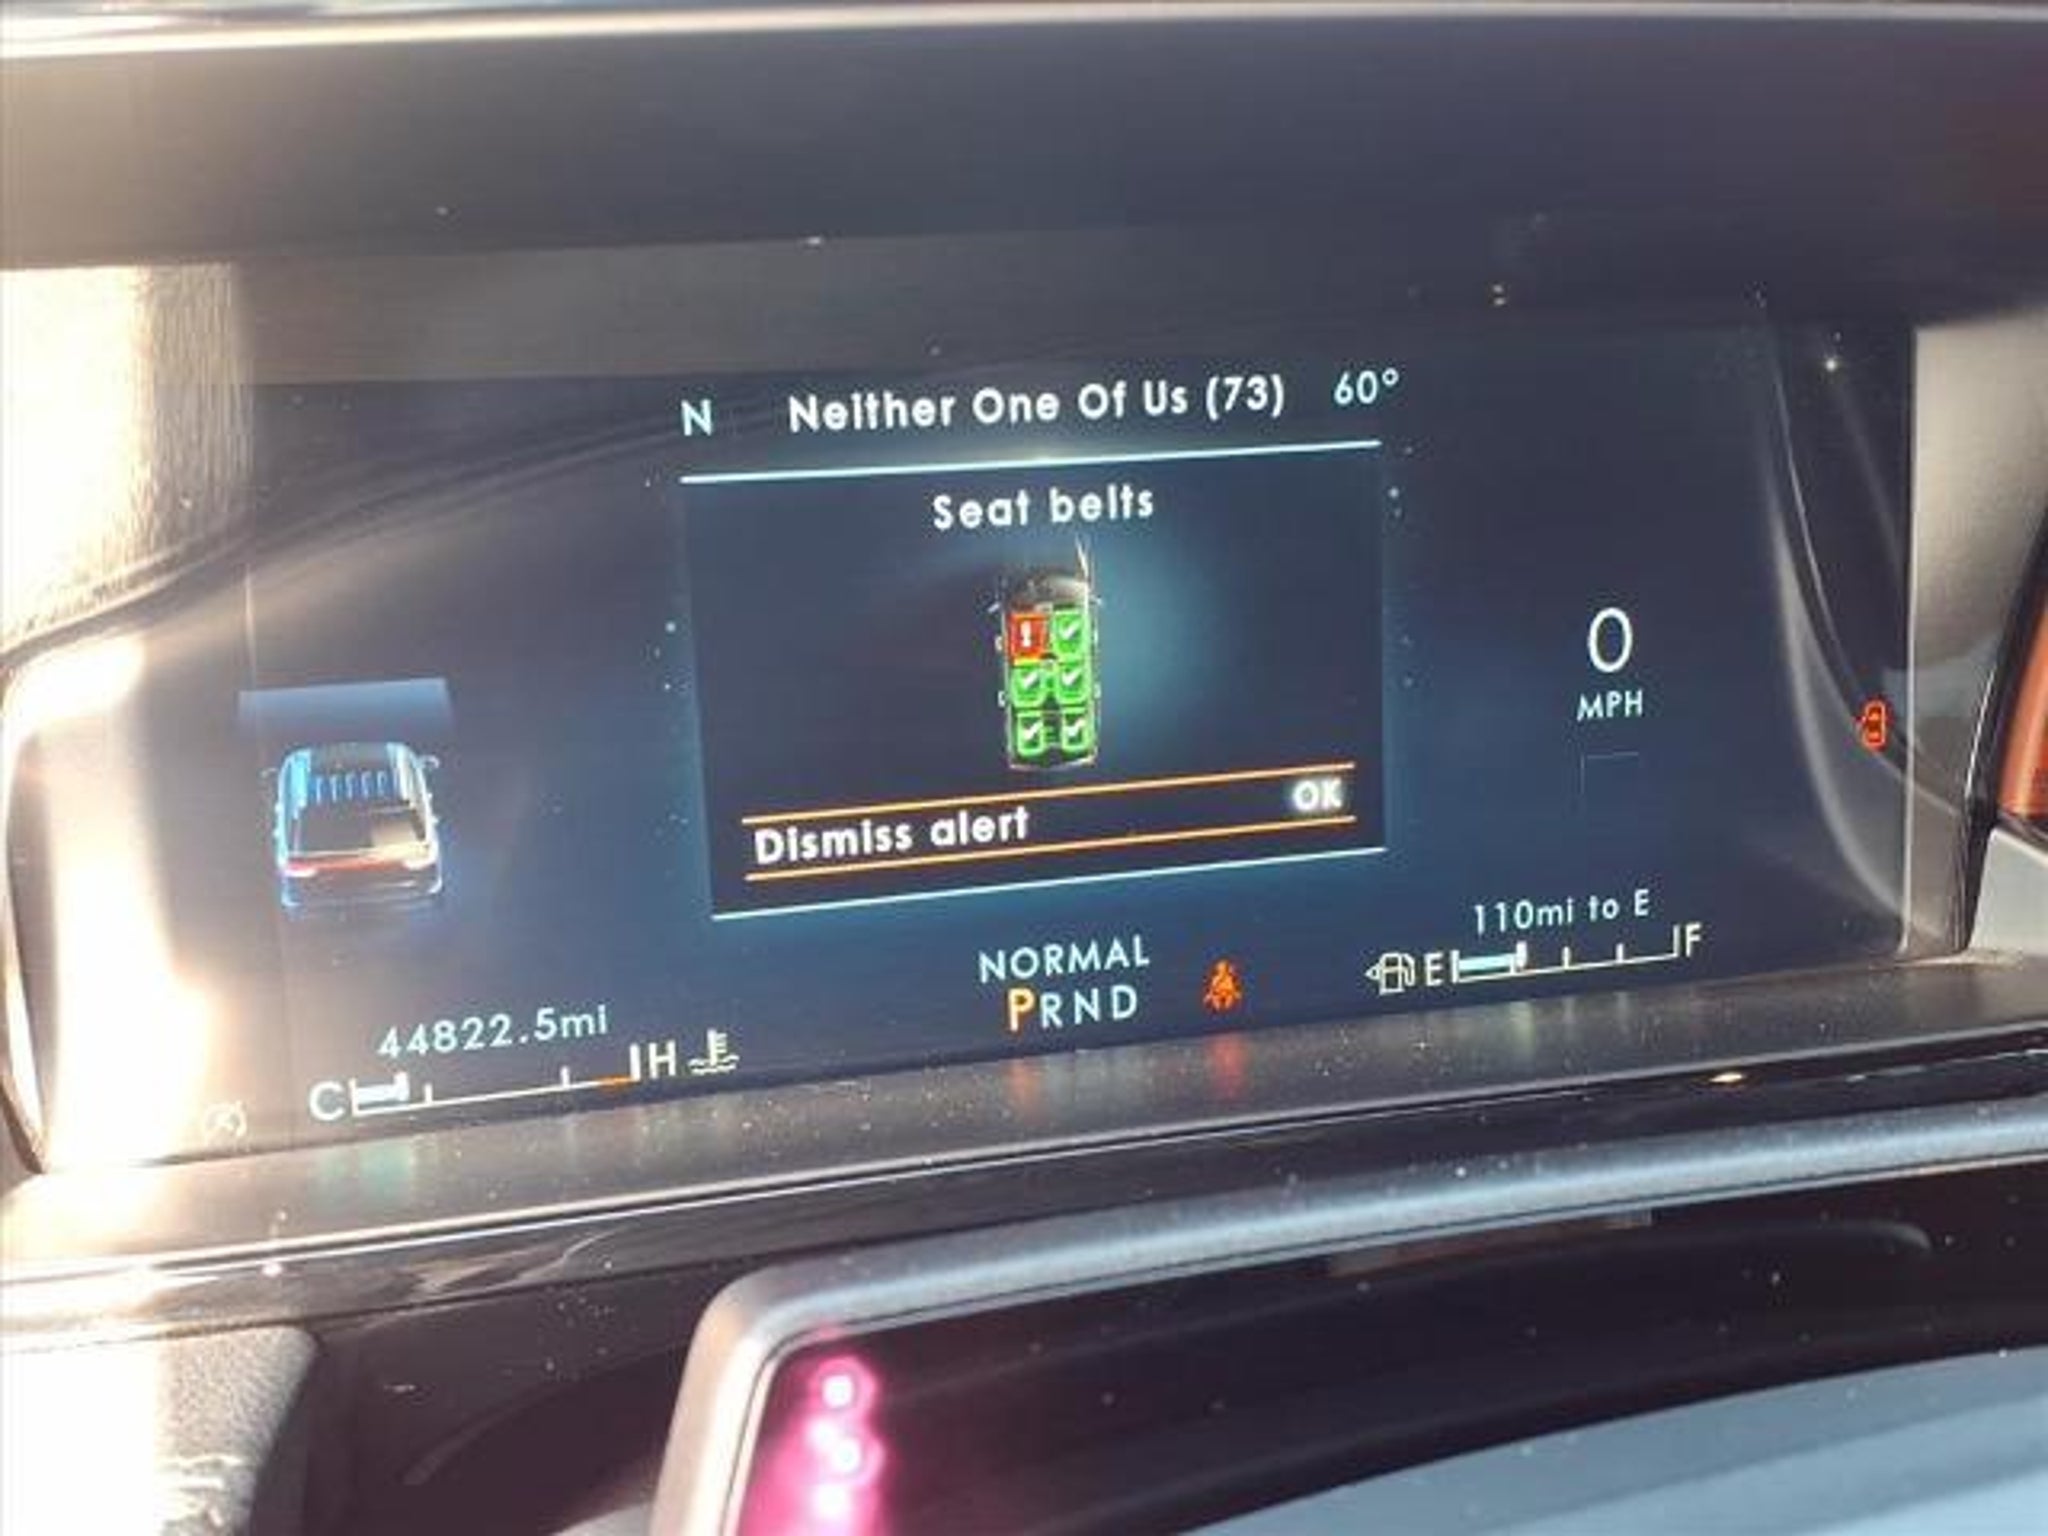 N Neither One Of Us (73) 60°
Seat belts
!
Dismiss alert OK
0
MPH
110mi to E
E F
NORMAL
PRND
44822.5mi
C H